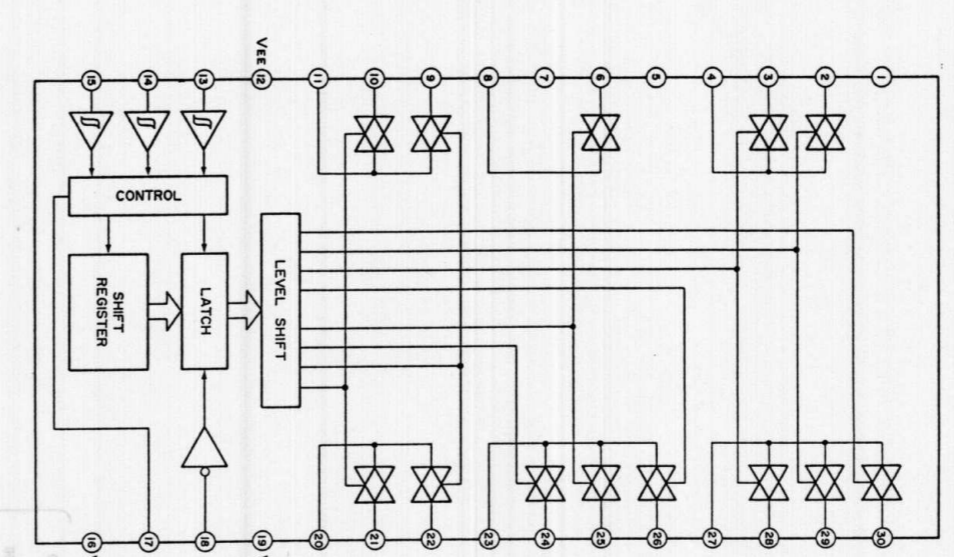 VEE
15 14 13 12 11 10 9 8 7 6 5 4 3 2 1
CONTROL
SHIFT
REGISTER
LATCH
LEVEL SHIFT
16 17 18 19 20 21 22 23 24 25 26 27 28 29 30